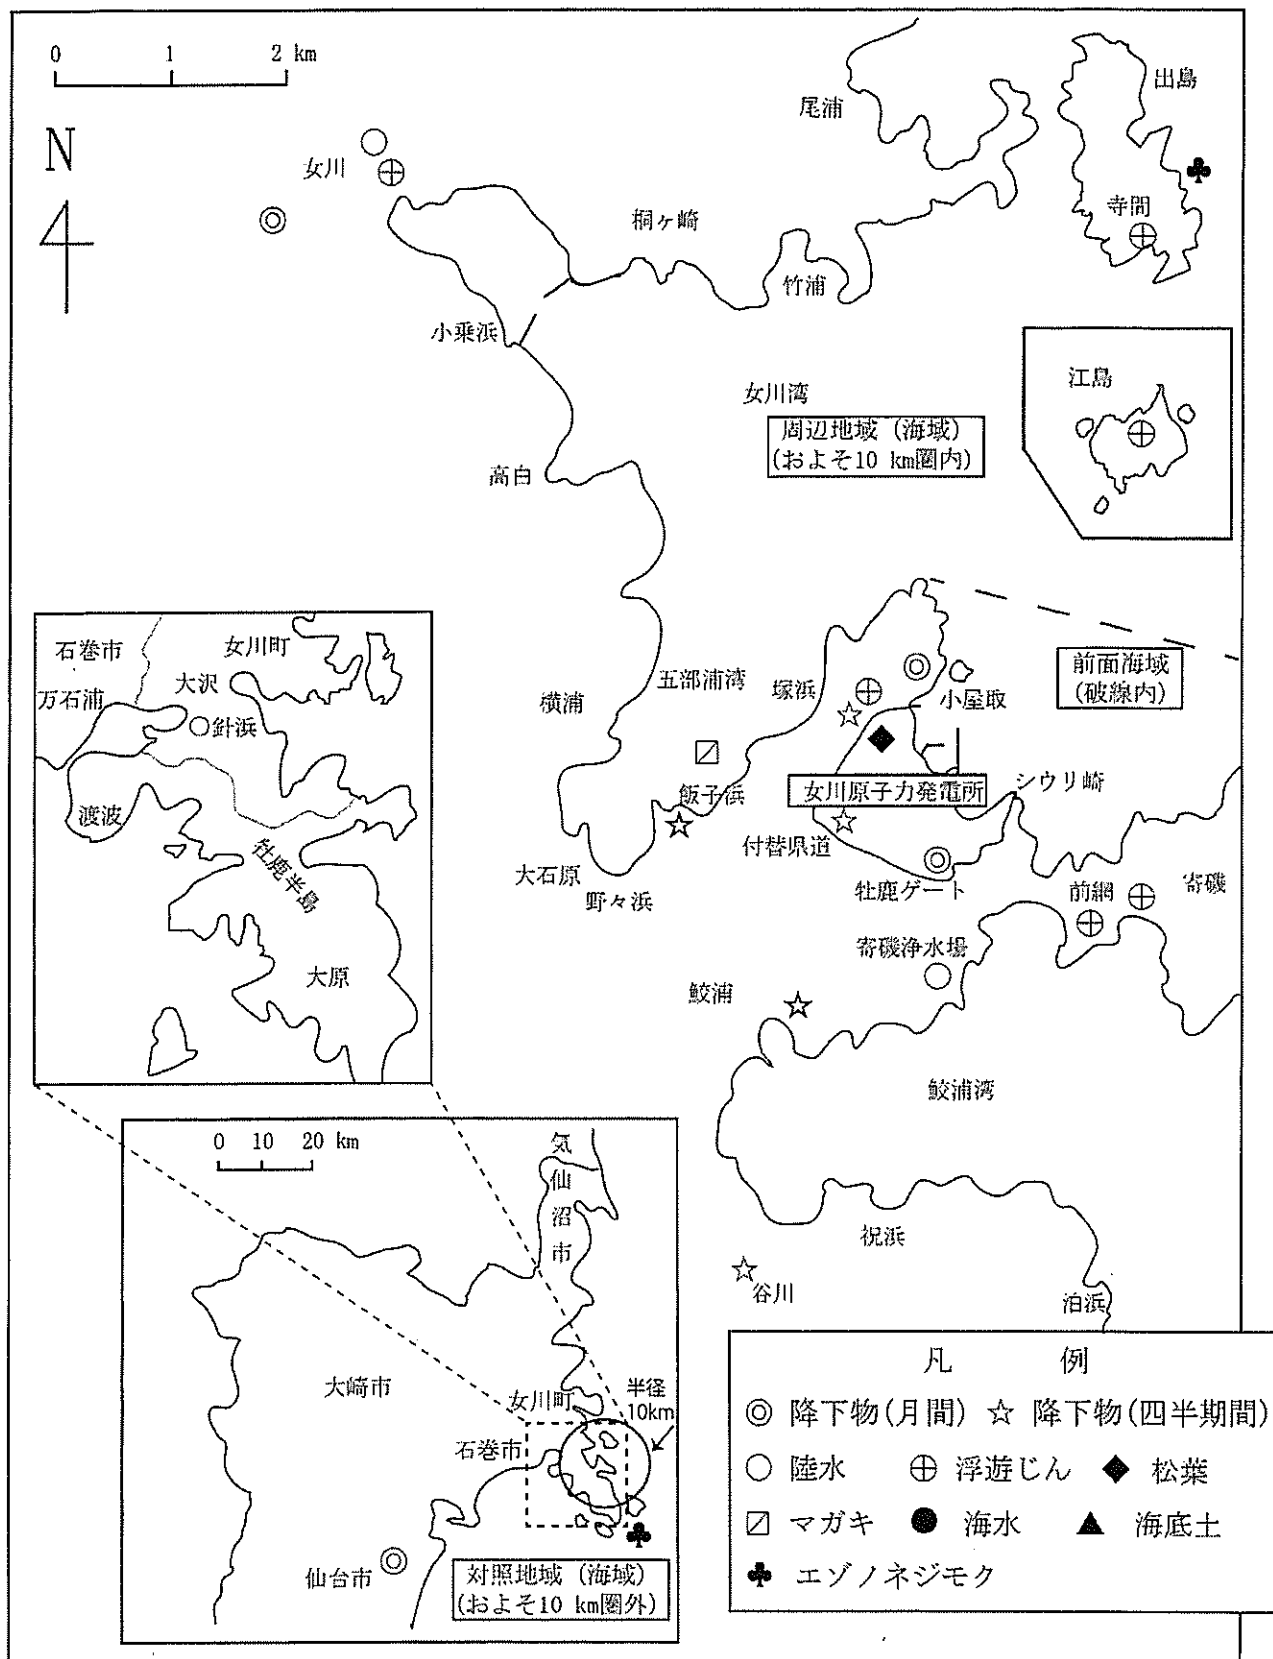 0 1 2 km
N
尾浦
出島
女川
寺間
桐ヶ崎
竹浦
小乗浜
江島
女川湾
周辺地域（海域）
(およそ10 km圏内)
高白
石巻市
女川町
万石浦
大沢
針浜
渡波
牡鹿半島
大原
五部浦湾
塚浜
横浦
小屋取
前面海域
(破線内)
飯子浜
女川原子力発電所
シウリ崎
付替県道
大石原
野々浜
牡鹿ゲート
前網
寄磯
寄磯浄水場
鮫浦
鮫浦湾
祝浜
谷川
泊浜
0 10 20 km
気仙沼市
大崎市
女川町
半径
10km
石巻市
仙台市
対照地域（海域）
(およそ10 km圏外)
凡 例
◎ 降下物(月間) ☆ 降下物(四半期間)
○ 陸水 ⊕ 浮遊じん ◆ 松葉
〼 マガキ ● 海水 ▲ 海底土
♣ エゾノネジモク